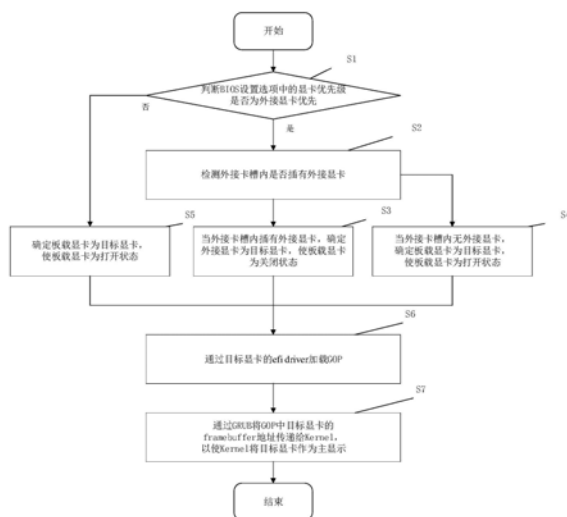 开始
S1
判断BIOS设置选项中的显卡优先级
是否为外接显卡优先
否
是
S2
检测外接卡槽内是否插有外接显卡
S5
确定板载显卡为目标显卡,
使板载显卡为打开状态
S3
当外接卡槽内插有外接显卡,确定
外接显卡为目标显卡,使板载显卡
为关闭状态
当外接卡槽内无外接显卡,
确定板载显卡为目标显卡,
使板载显卡为打开状态
S6
通过目标显卡的efi driver加载GOP
S7
通过GRUB将GOP中目标显卡的
framebuffer地址传递给Kernel,
以使Kernel将目标显卡作为主显示
结束